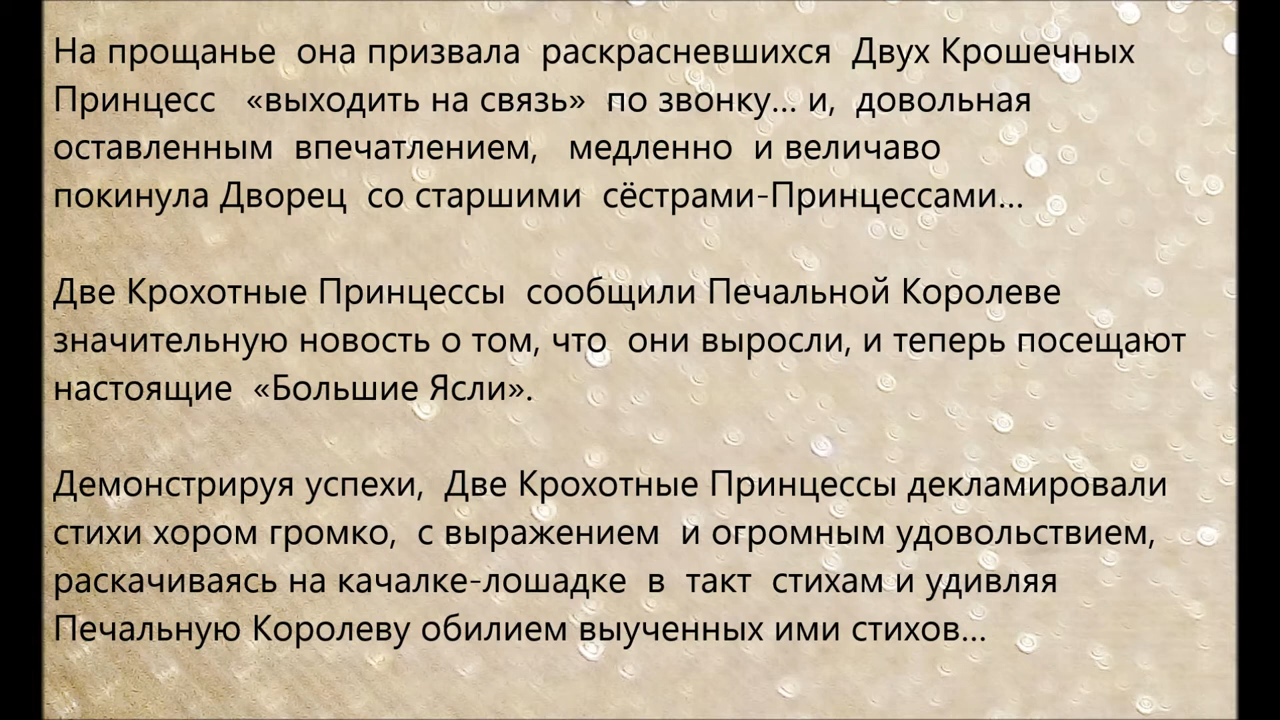 На прощанье она призвала раскрасневшихся Двух Крошечных
Принцесс «выходить на связь» по звонку... и, довольная
оставленным впечатлением, медленно и величаво
покинула Дворец со старшими сёстрами-Принцессами...
Две Крохотные Принцессы сообщили Печальной Королеве
значительную новость о том, что они выросли, и теперь посещают
настоящие «Большие Ясли».
Демонстрируя успехи, Две Крохотные Принцессы декламировали
стихи хором громко, с выражением и огромным удовольствием,
раскачиваясь на качалке-лошадке в такт стихам и удивляя
Печальную Королеву обилием выученных ими стихов...